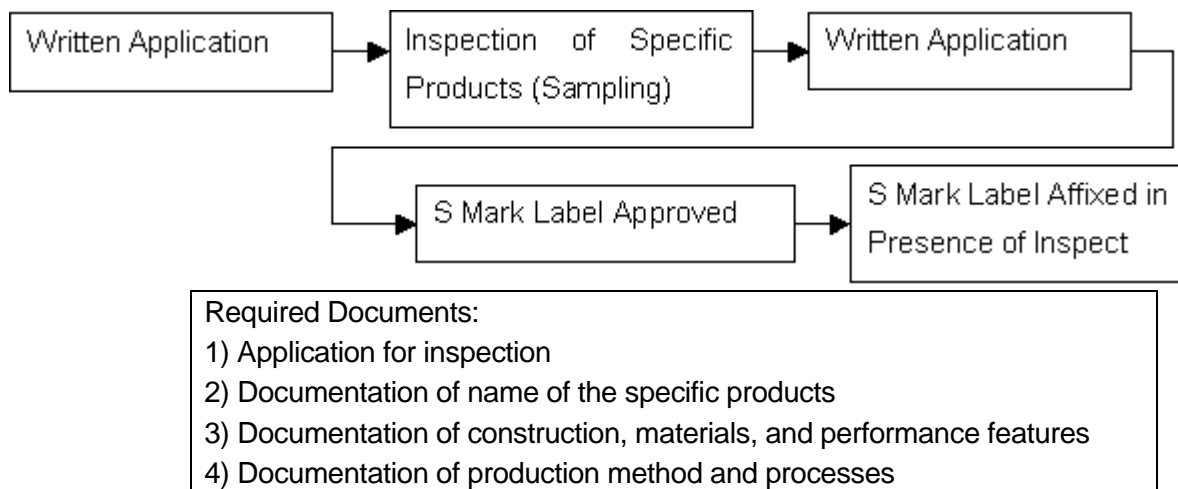 Written Application
Inspection of Specific
Products (Sampling)
Written Application
S Mark Label Approved
S Mark Label Affixed in
Presence of Inspect
Required Documents:
1) Application for inspection
2) Documentation of name of the specific products
3) Documentation of construction, materials, and performance features
4) Documentation of production method and processes